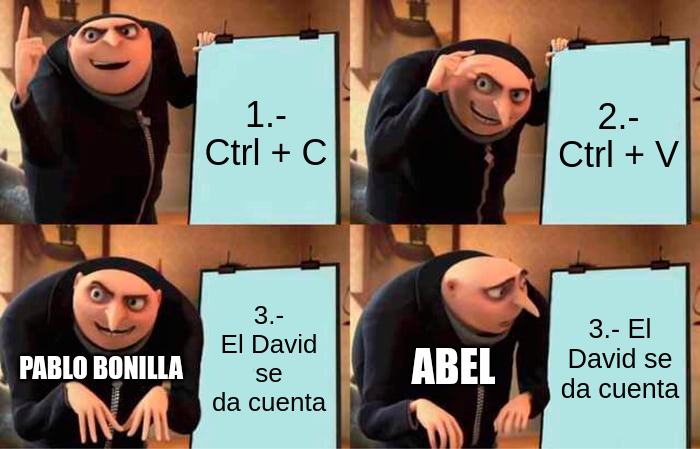 1.-
Ctrl + C
2.-
Ctrl + V
3.-
El David
se
da cuenta
PABLO BONILLA
3.- El
David se
da cuenta
ABEL